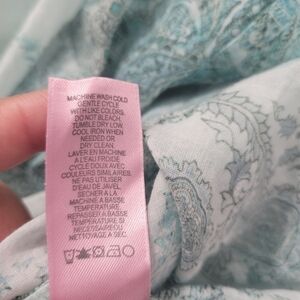 MACHINE WASH COLD
GENTLE CYCLE
WITH LIKE COLORS.
DO NOT BLEACH.
TUMBLE DRY LOW.
COOL IRON WHEN
NEEDED OR
DRY CLEAN.
LAVER EN MACHINE
A L'EAU FROIDE
CYCLE DOUX AVEC
COULEURS SIMILAIRES.
NE PAS UTILISER
D'EAU DE JAVEL.
SECHER A LA
MACHINE A BASSE
TEMPERATURE.
REPASSER A BASSE
TEMPERATURE SI
NECESSAIRE OU
NETTOYAGE A SEC.